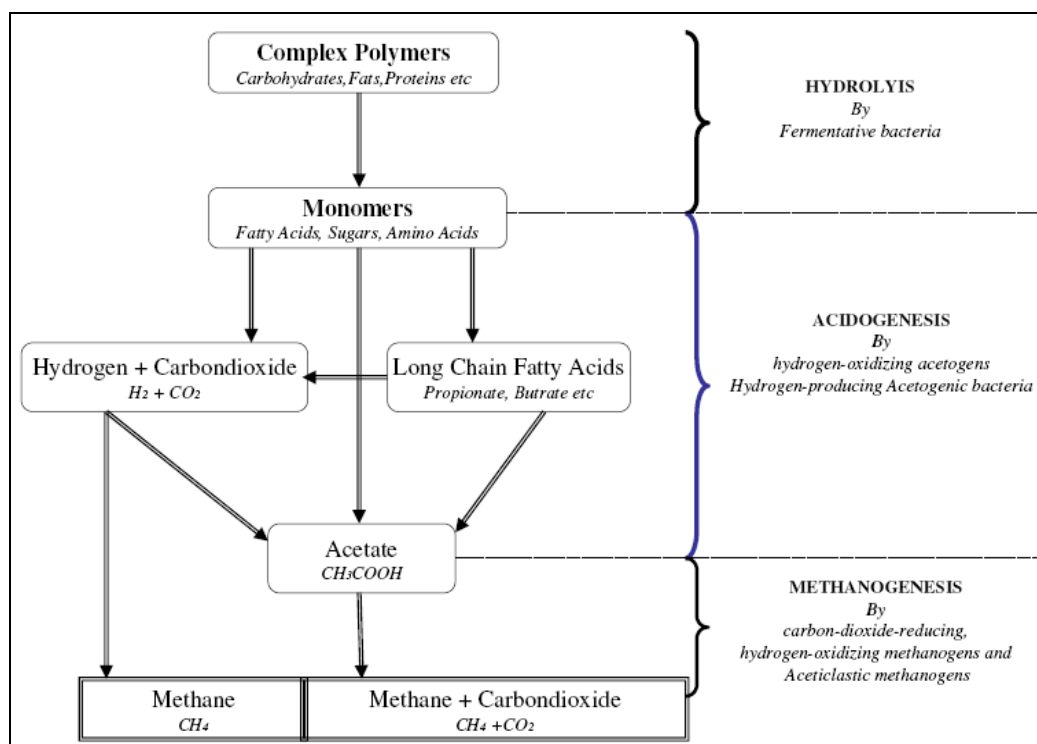 Complex Polymers
Carbohydrates,Fats,Proteins etc
HYDROLYIS
By
Fermentative bacteria
Monomers
Fatty Acids, Sugars, Amino Acids
ACIDOGENESIS
By
hydrogen-oxidizing acetogens
Hydrogen-producing Acetogenic bacteria
Hydrogen + Carbondioxide
H₂ + CO₂
Long Chain Fatty Acids
Propionate, Butrate etc
Acetate
CH₃COOH
METHANOGENESIS
By
carbon-dioxide-reducing,
hydrogen-oxidizing methanogens and
Aceticlastic methanogens
Methane
CH₄
Methane + Carbondioxide
CH₄ +CO₂